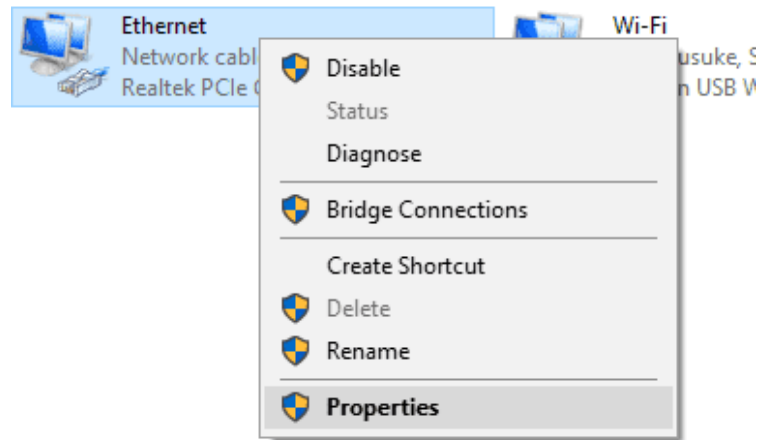 Ethernet
Network cabl
Realtek PCIe
Wi-Fi
usuke, S
n USB W
Disable
Status
Diagnose
Bridge Connections
Create Shortcut
Delete
Rename
Properties